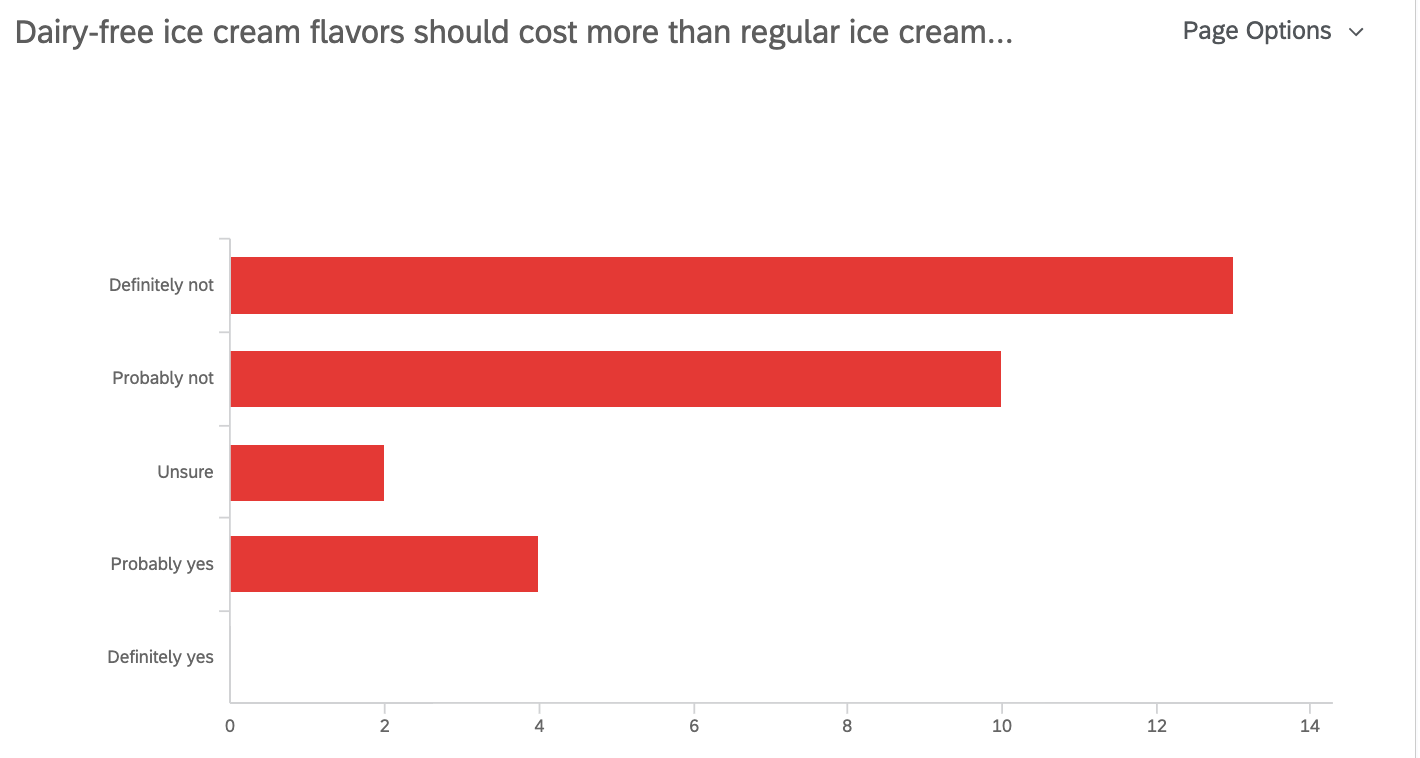 Dairy-free ice cream flavors should cost more than regular ice cream...
Page Options
Definitely not
Probably not
Unsure
Probably yes
Definitely yes
0 2 4 6 8 10 12 14